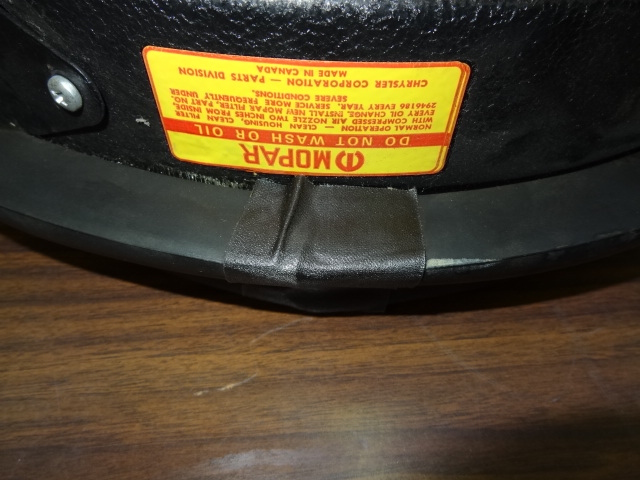 MOPAR
DO NOT WASH OR OIL
NORMAL OPERATION — CLEAN HOUSING, CLEAN FILTER
WITH COMPRESSED AIR NOZZLE TWO INCHES FROM INSIDE.
EVERY OIL CHANGE. INSTALL NEW MOPAR FILTER, PART NO.
2946186 EVERY YEAR. SERVICE MORE FREQUENTLY UNDER
SEVERE CONDITIONS.
CHRYSLER CORPORATION — PARTS DIVISION
MADE IN CANADA